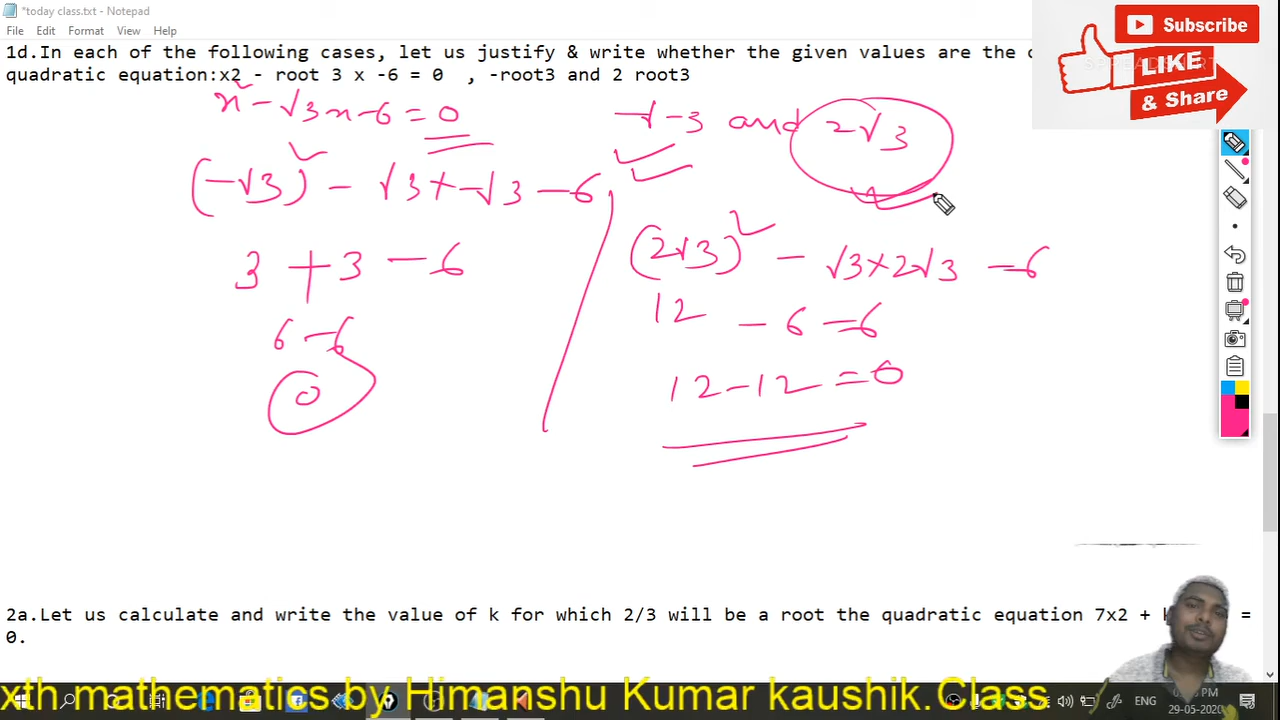 *today class.txt - Notepad
File Edit Format View Help
Subscribe
LIKE
& Share
1d.In each of the following cases, let us justify & write whether the given values are the
quadratic equation:x2 - root 3 x -6 = 0 , -root3 and 2 root3
x² - √3x - 6 = 0
-√-3 and 2√3
(-√3)² - √3 × -√3 - 6
3 + 3 - 6
6 - 6
0
(2√3)² - √3 × 2√3 - 6
12 - 6 - 6
12 - 12 = 0
2a.Let us calculate and write the value of k for which 2/3 will be a root the quadratic equation 7x2 + =
0.
xth mathematics by Himanshu Kumar kaushik.Class
ENG
PM
29-05-2020